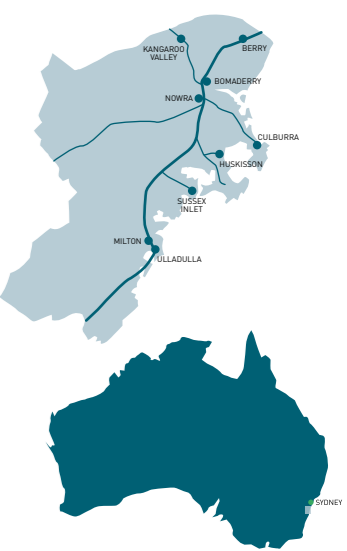 KANGAROO
VALLEY
BERRY
BOMADERRY
NOWRA
CULBURRA
HUSKISSON
SUSSEX
INLET
MILTON
ULLADULLA
SYDNEY